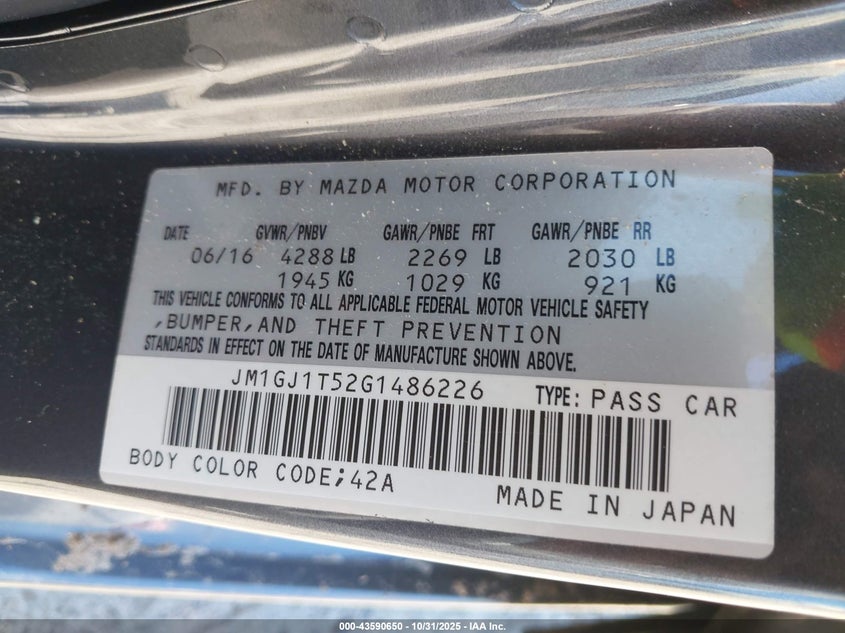 MFD. BY MAZDA MOTOR CORPORATION
DATE GVWR/PNBV GAWR/PNBE FRT GAWR/PNBE RR
06/16 4288 LB 2269 LB 2030 LB
1945 KG 1029 KG 921 KG
THIS VEHICLE CONFORMS TO ALL APPLICABLE FEDERAL MOTOR VEHICLE SAFETY
,BUMPER,AND THEFT PREVENTION
STANDARDS IN EFFECT ON THE DATE OF MANUFACTURE SHOWN ABOVE.
JM1GJ1T52G1486226 TYPE: PASS CAR
BODY COLOR CODE;42A
MADE IN JAPAN
000-43590650 - 10/31/2025 - IAA Inc.